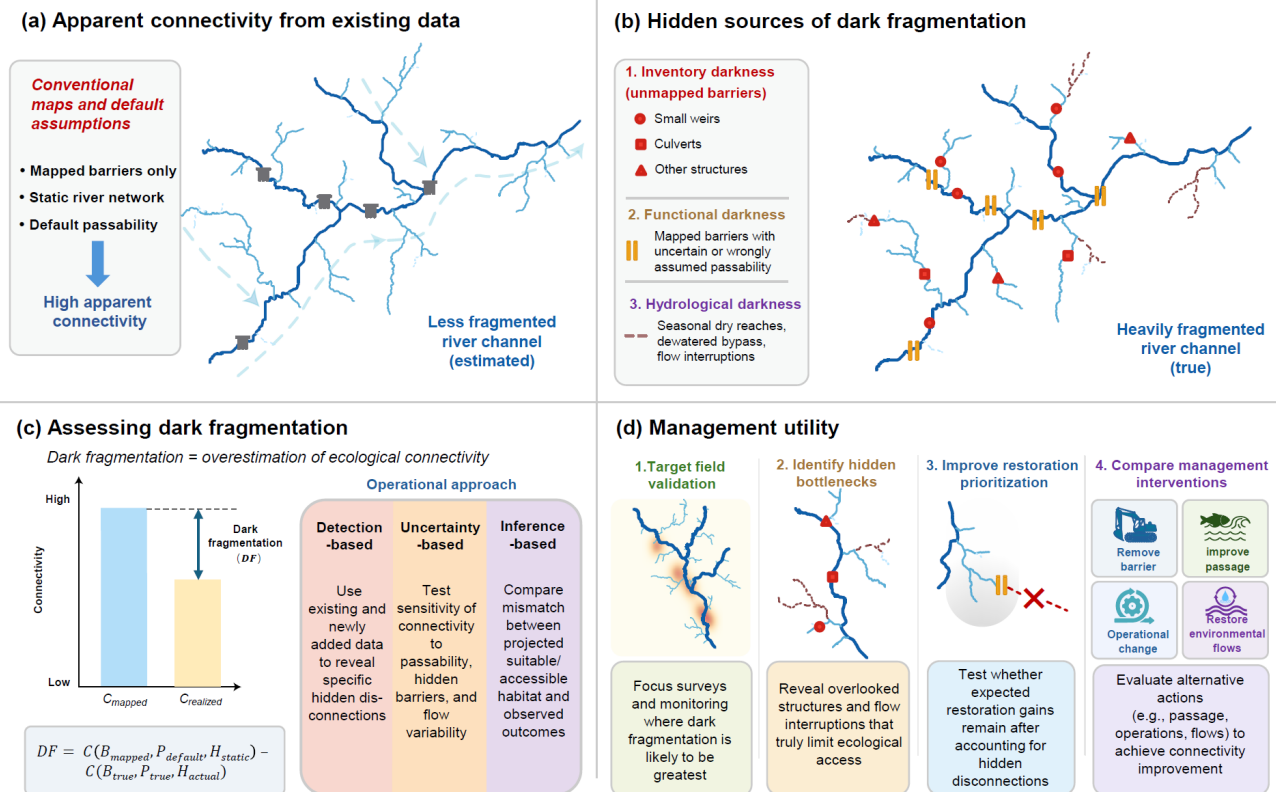 (a) Apparent connectivity from existing data
Conventional
maps and default
assumptions
• Mapped barriers only
• Static river network
• Default passability
High apparent
connectivity
Less fragmented
river channel
(estimated)
(b) Hidden sources of dark fragmentation
1. Inventory darkness
(unmapped barriers)
Small weirs
Culverts
Other structures
2. Functional darkness
Mapped barriers with
uncertain or wrongly
assumed passability
3. Hydrological darkness
Seasonal dry reaches,
dewatered bypass,
flow interruptions
Heavily fragmented
river channel
(true)
(c) Assessing dark fragmentation
Dark fragmentation = overestimation of ecological connectivity
High
Connectivity
Low
Dark
fragmentation
(DF)
C_mapped
C_realized
DF = C(B_mapped, P_default, H_static) −
C(B_true, P_true, H_actual)
Operational approach
Detection
-based
Use
existing and
newly
added data
to reveal
specific
hidden dis-
connections
Uncertainty
-based
Test
sensitivity of
connectivity
to
passability,
hidden
barriers, and
flow
variability
Inference
-based
Compare
mismatch
between
projected
suitable/
accessible
habitat and
observed
outcomes
(d) Management utility
1.Target field
validation
Focus surveys
and monitoring
where dark
fragmentation is
likely to be
greatest
2. Identify hidden
bottlenecks
Reveal overlooked
structures and flow
interruptions that
truly limit ecological
access
3. Improve restoration
prioritization
Test whether
expected
restoration gains
remain after
accounting for
hidden
disconnections
4. Compare management
interventions
Remove
barrier
improve
passage
Operational
change
Restore
environmental
flows
Evaluate alternative
actions
(e.g., passage,
operations, flows) to
achieve connectivity
improvement